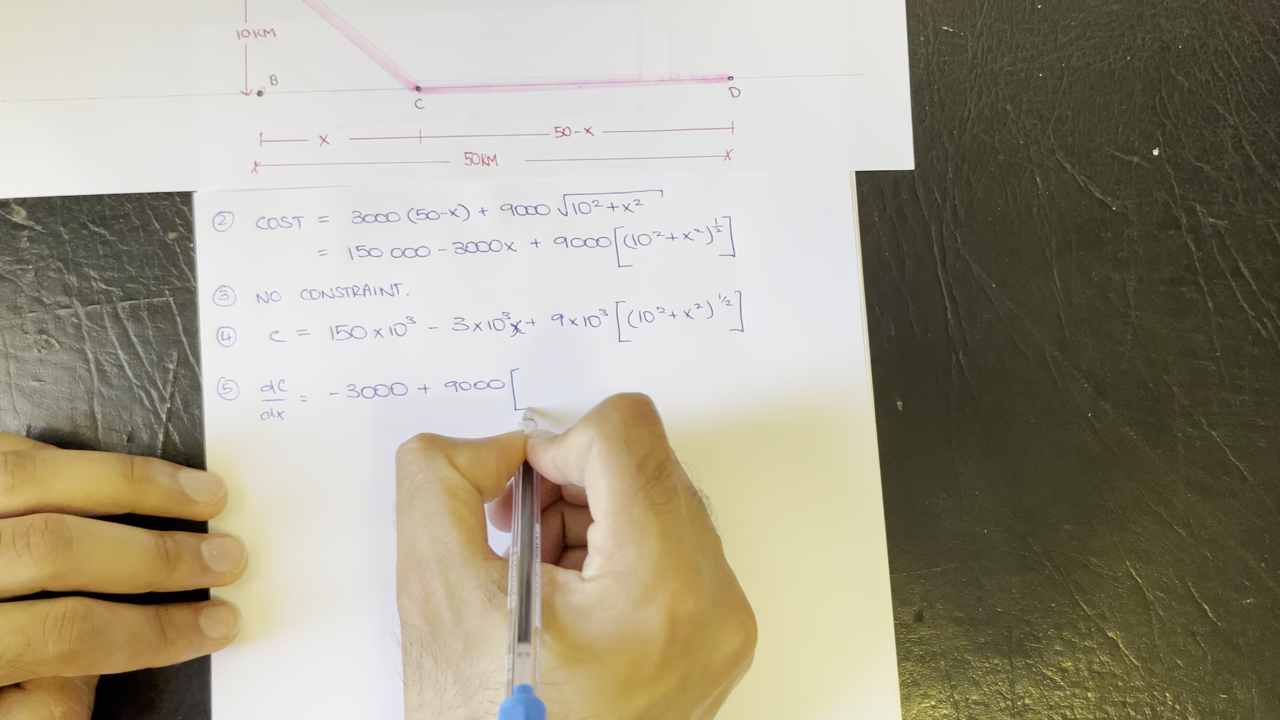 10KM
B
C
D
x
50-x
50KM
② COST = 3000 (50-x) + 9000 √10²+x²
= 150 000 - 3000x + 9000[(10²+x²)^½]
③ NO CONSTRAINT.
④ C = 150×10³ - 3×10³x + 9×10³ [(10²+x²)^1/2]
⑤ dC/dx = -3000 + 9000 [